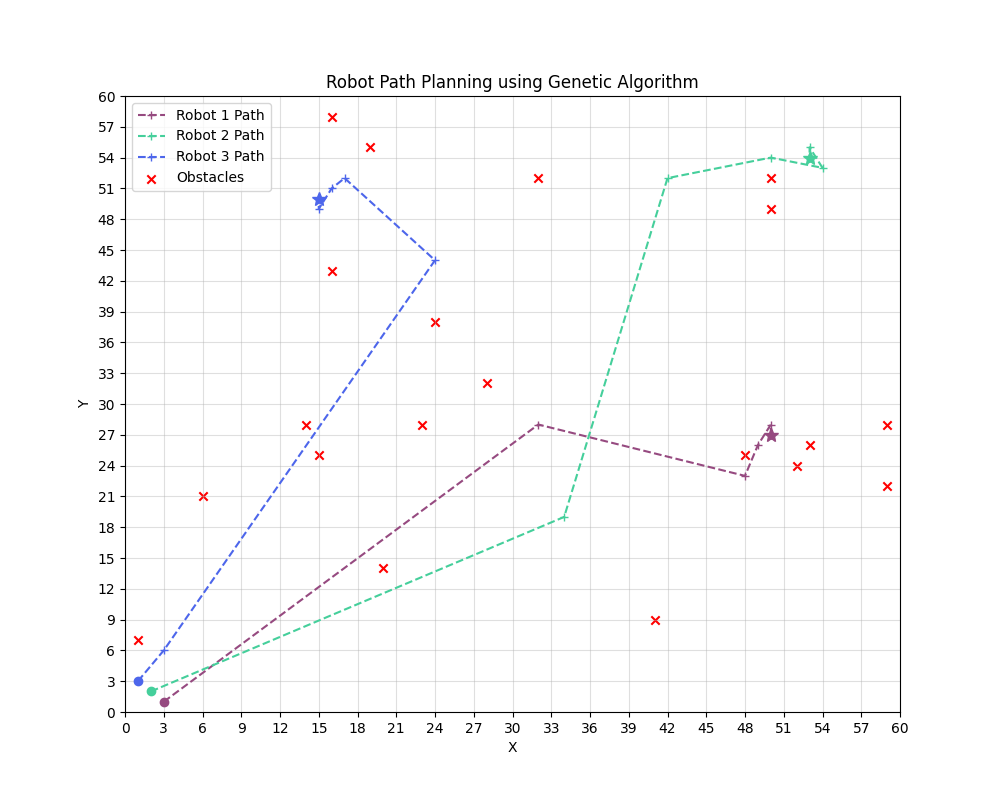 Robot Path Planning using Genetic Algorithm
Robot 1 Path
Robot 2 Path
Robot 3 Path
Obstacles
60
57
54
51
48
45
42
39
36
33
30
27
24
21
18
15
12
9
6
3
0
Y
0 3 6 9 12 15 18 21 24 27 30 33 36 39 42 45 48 51 54 57 60
X